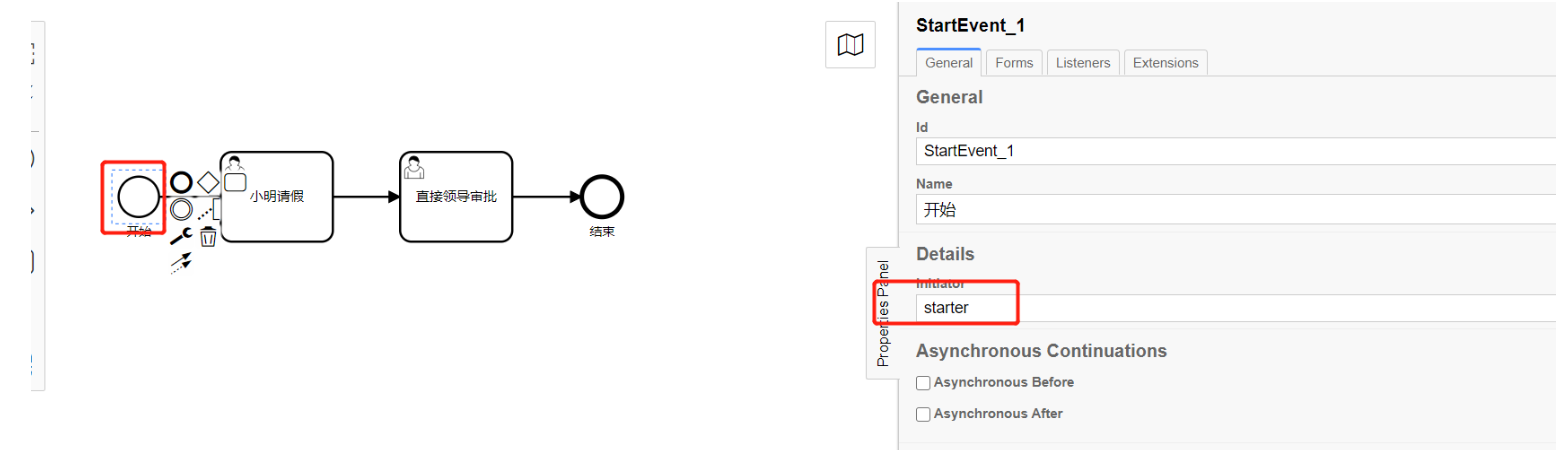 小明请假
直接领导审批
开始
结束
StartEvent_1
General
Forms
Listeners
Extensions
General
Id
StartEvent_1
Name
开始
Details
Initiator
starter
Properties Panel
Asynchronous Continuations
Asynchronous Before
Asynchronous After